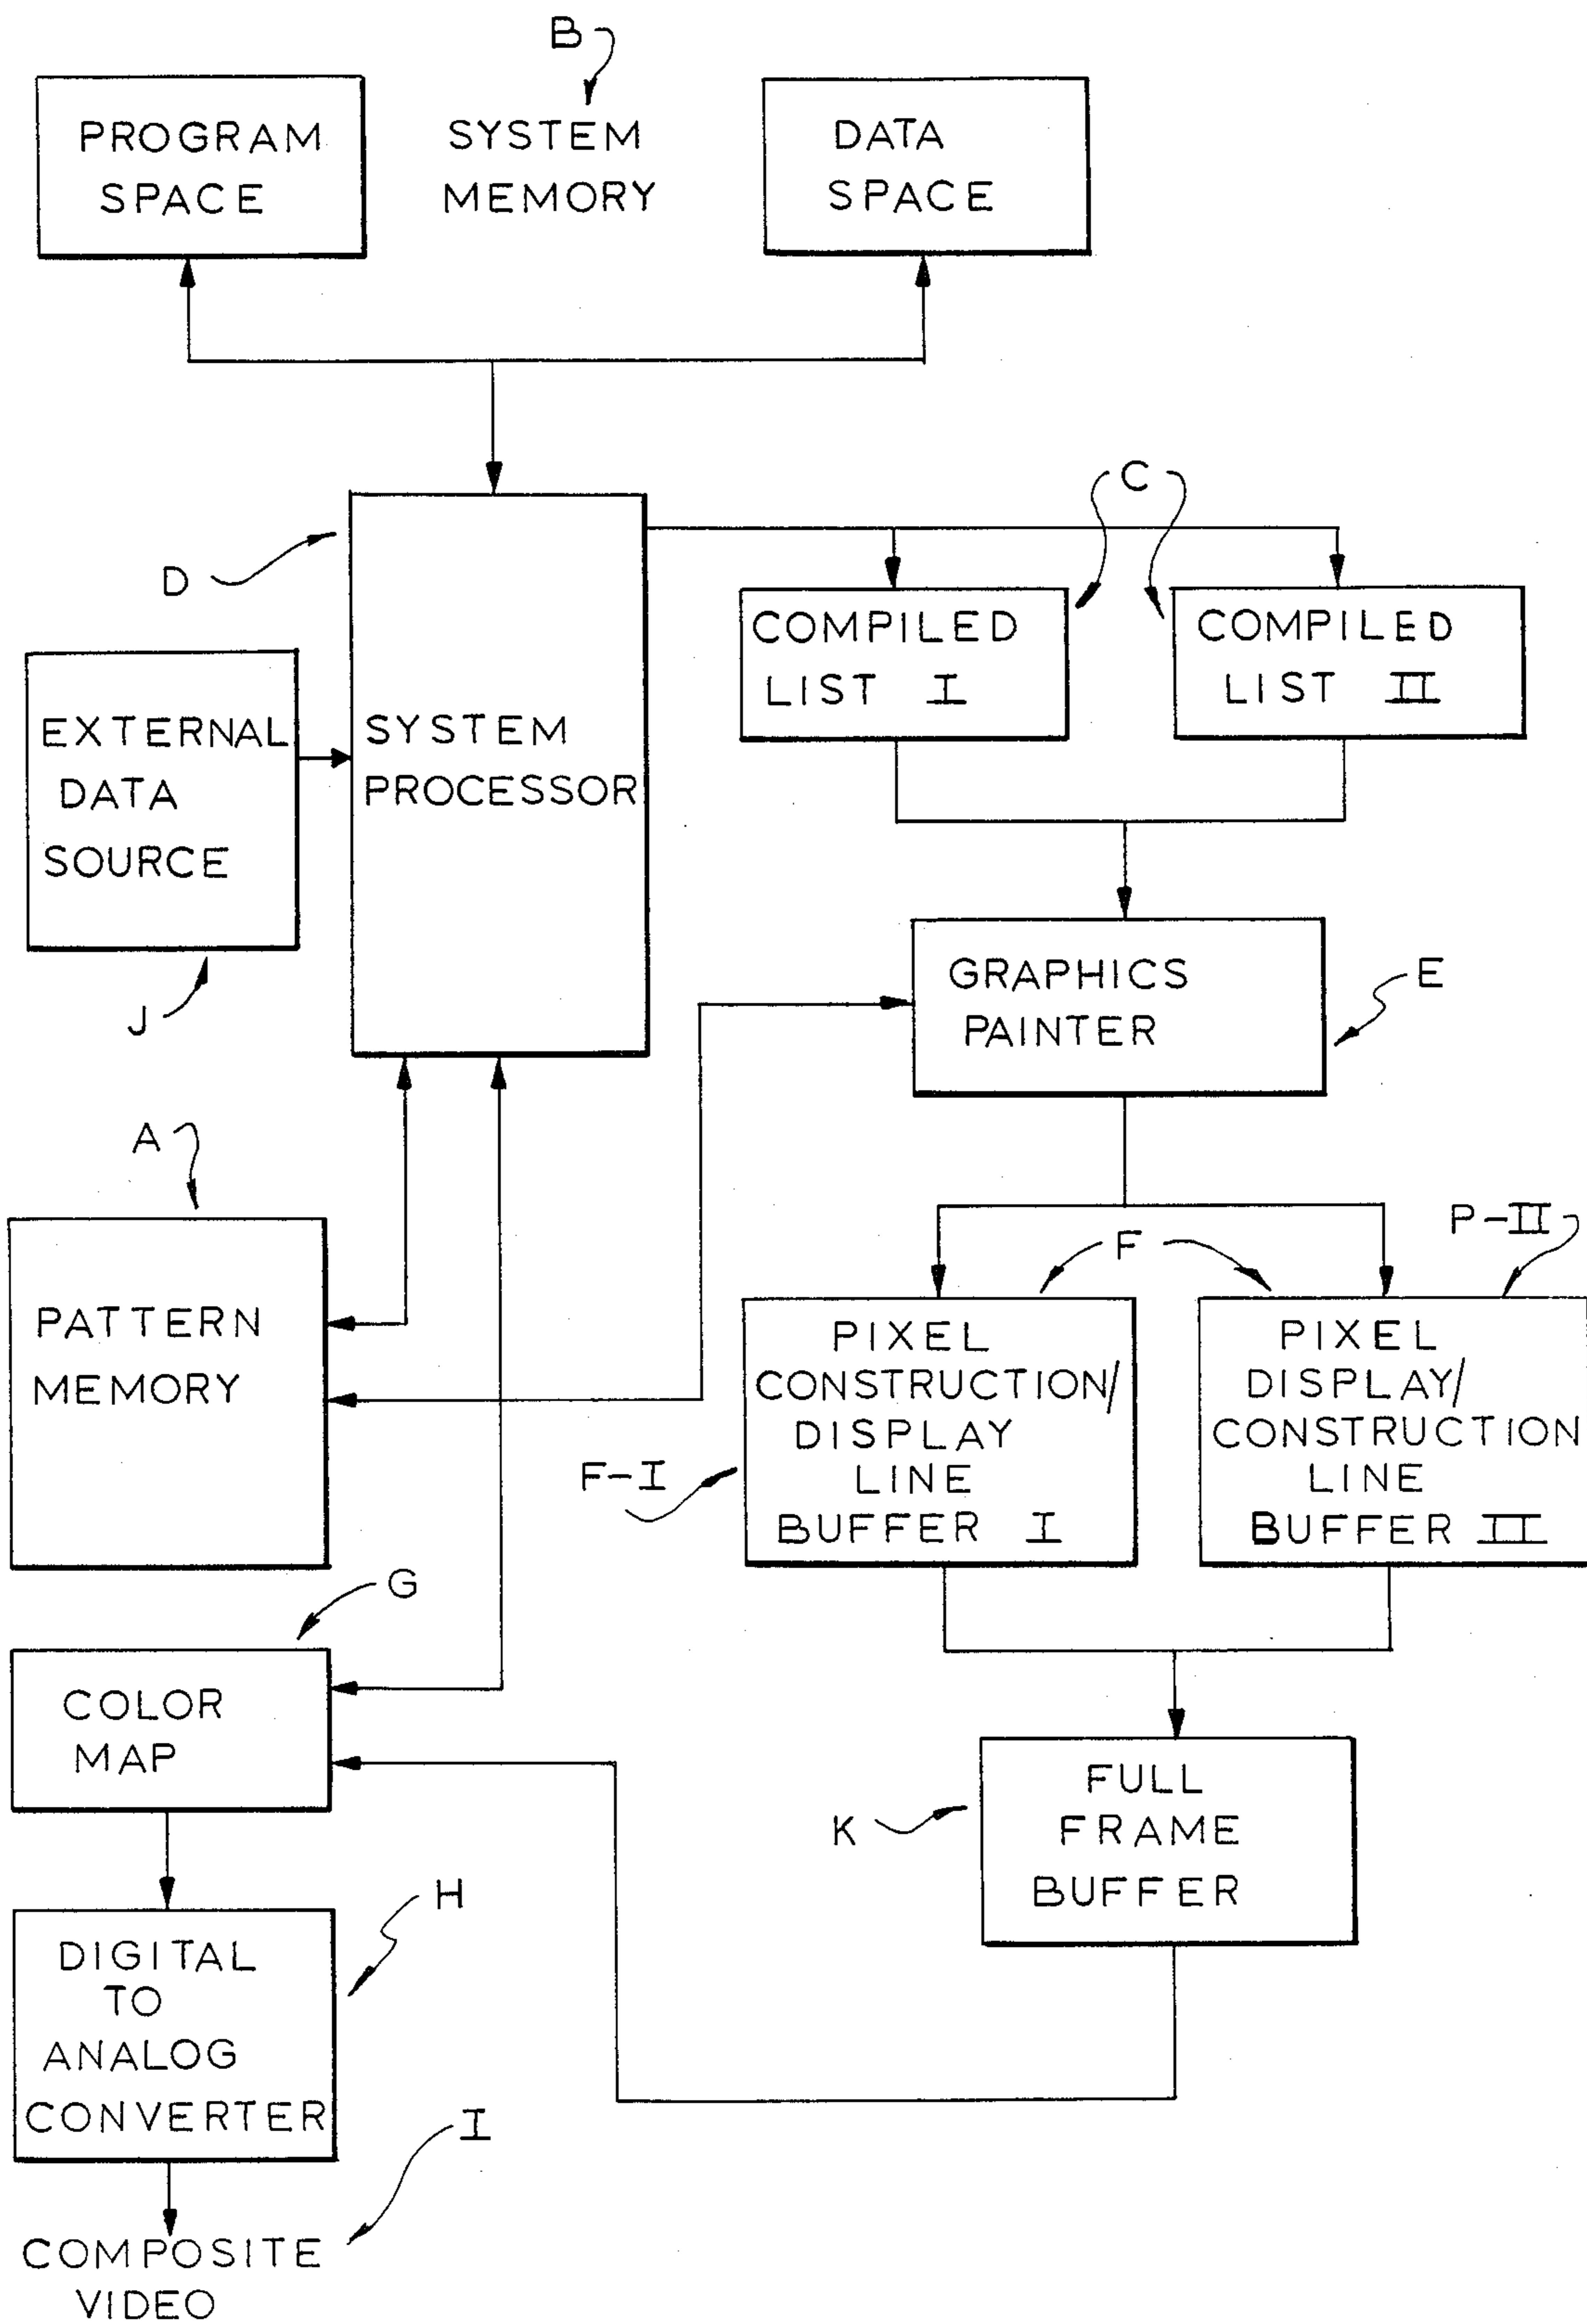 B
PROGRAM
SPACE
SYSTEM
MEMORY
DATA
SPACE
C
D
COMPILED
LIST I
COMPILED
LIST II
EXTERNAL
DATA
SOURCE
J
SYSTEM
PROCESSOR
GRAPHICS
PAINTER
E
A
PATTERN
MEMORY
F
P-II
PIXEL
CONSTRUCTION/
DISPLAY
LINE
BUFFER I
F-I
PIXEL
DISPLAY/
CONSTRUCTION
LINE
BUFFER II
G
COLOR
MAP
FULL
FRAME
BUFFER
K
H
DIGITAL
TO
ANALOG
CONVERTER
I
COMPOSITE
VIDEO